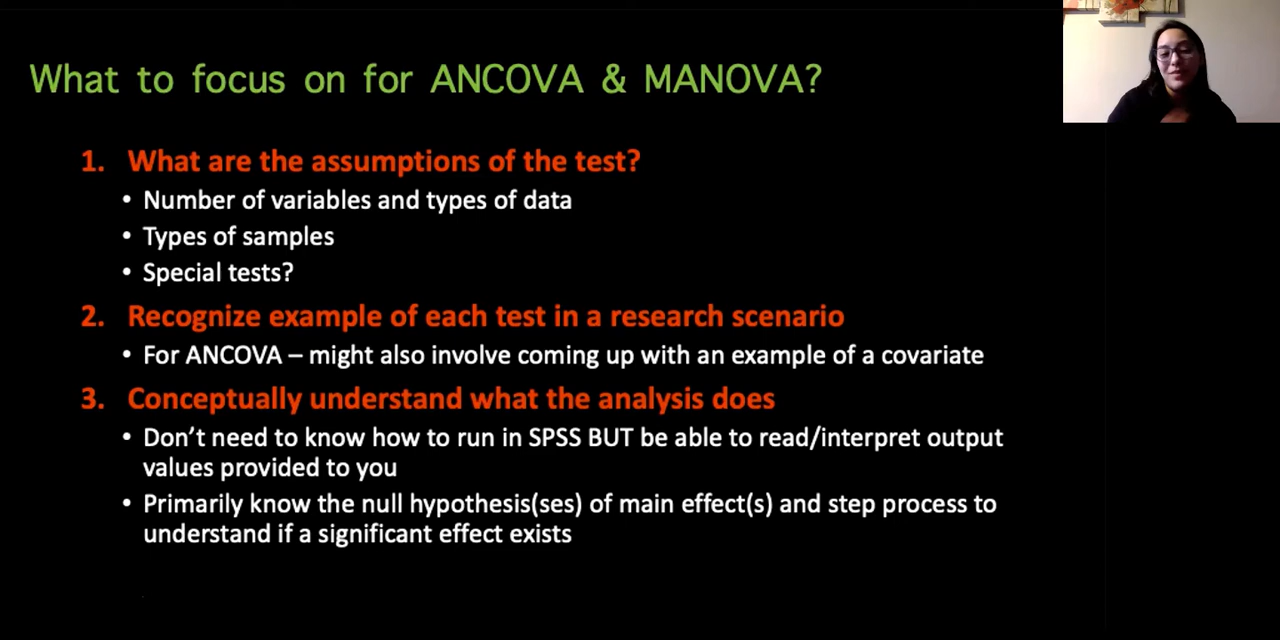 What to focus on for ANCOVA & MANOVA?
1. What are the assumptions of the test?
• Number of variables and types of data
• Types of samples
• Special tests?
2. Recognize example of each test in a research scenario
• For ANCOVA – might also involve coming up with an example of a covariate
3. Conceptually understand what the analysis does
• Don't need to know how to run in SPSS BUT be able to read/interpret output
values provided to you
• Primarily know the null hypothesis(ses) of main effect(s) and step process to
understand if a significant effect exists